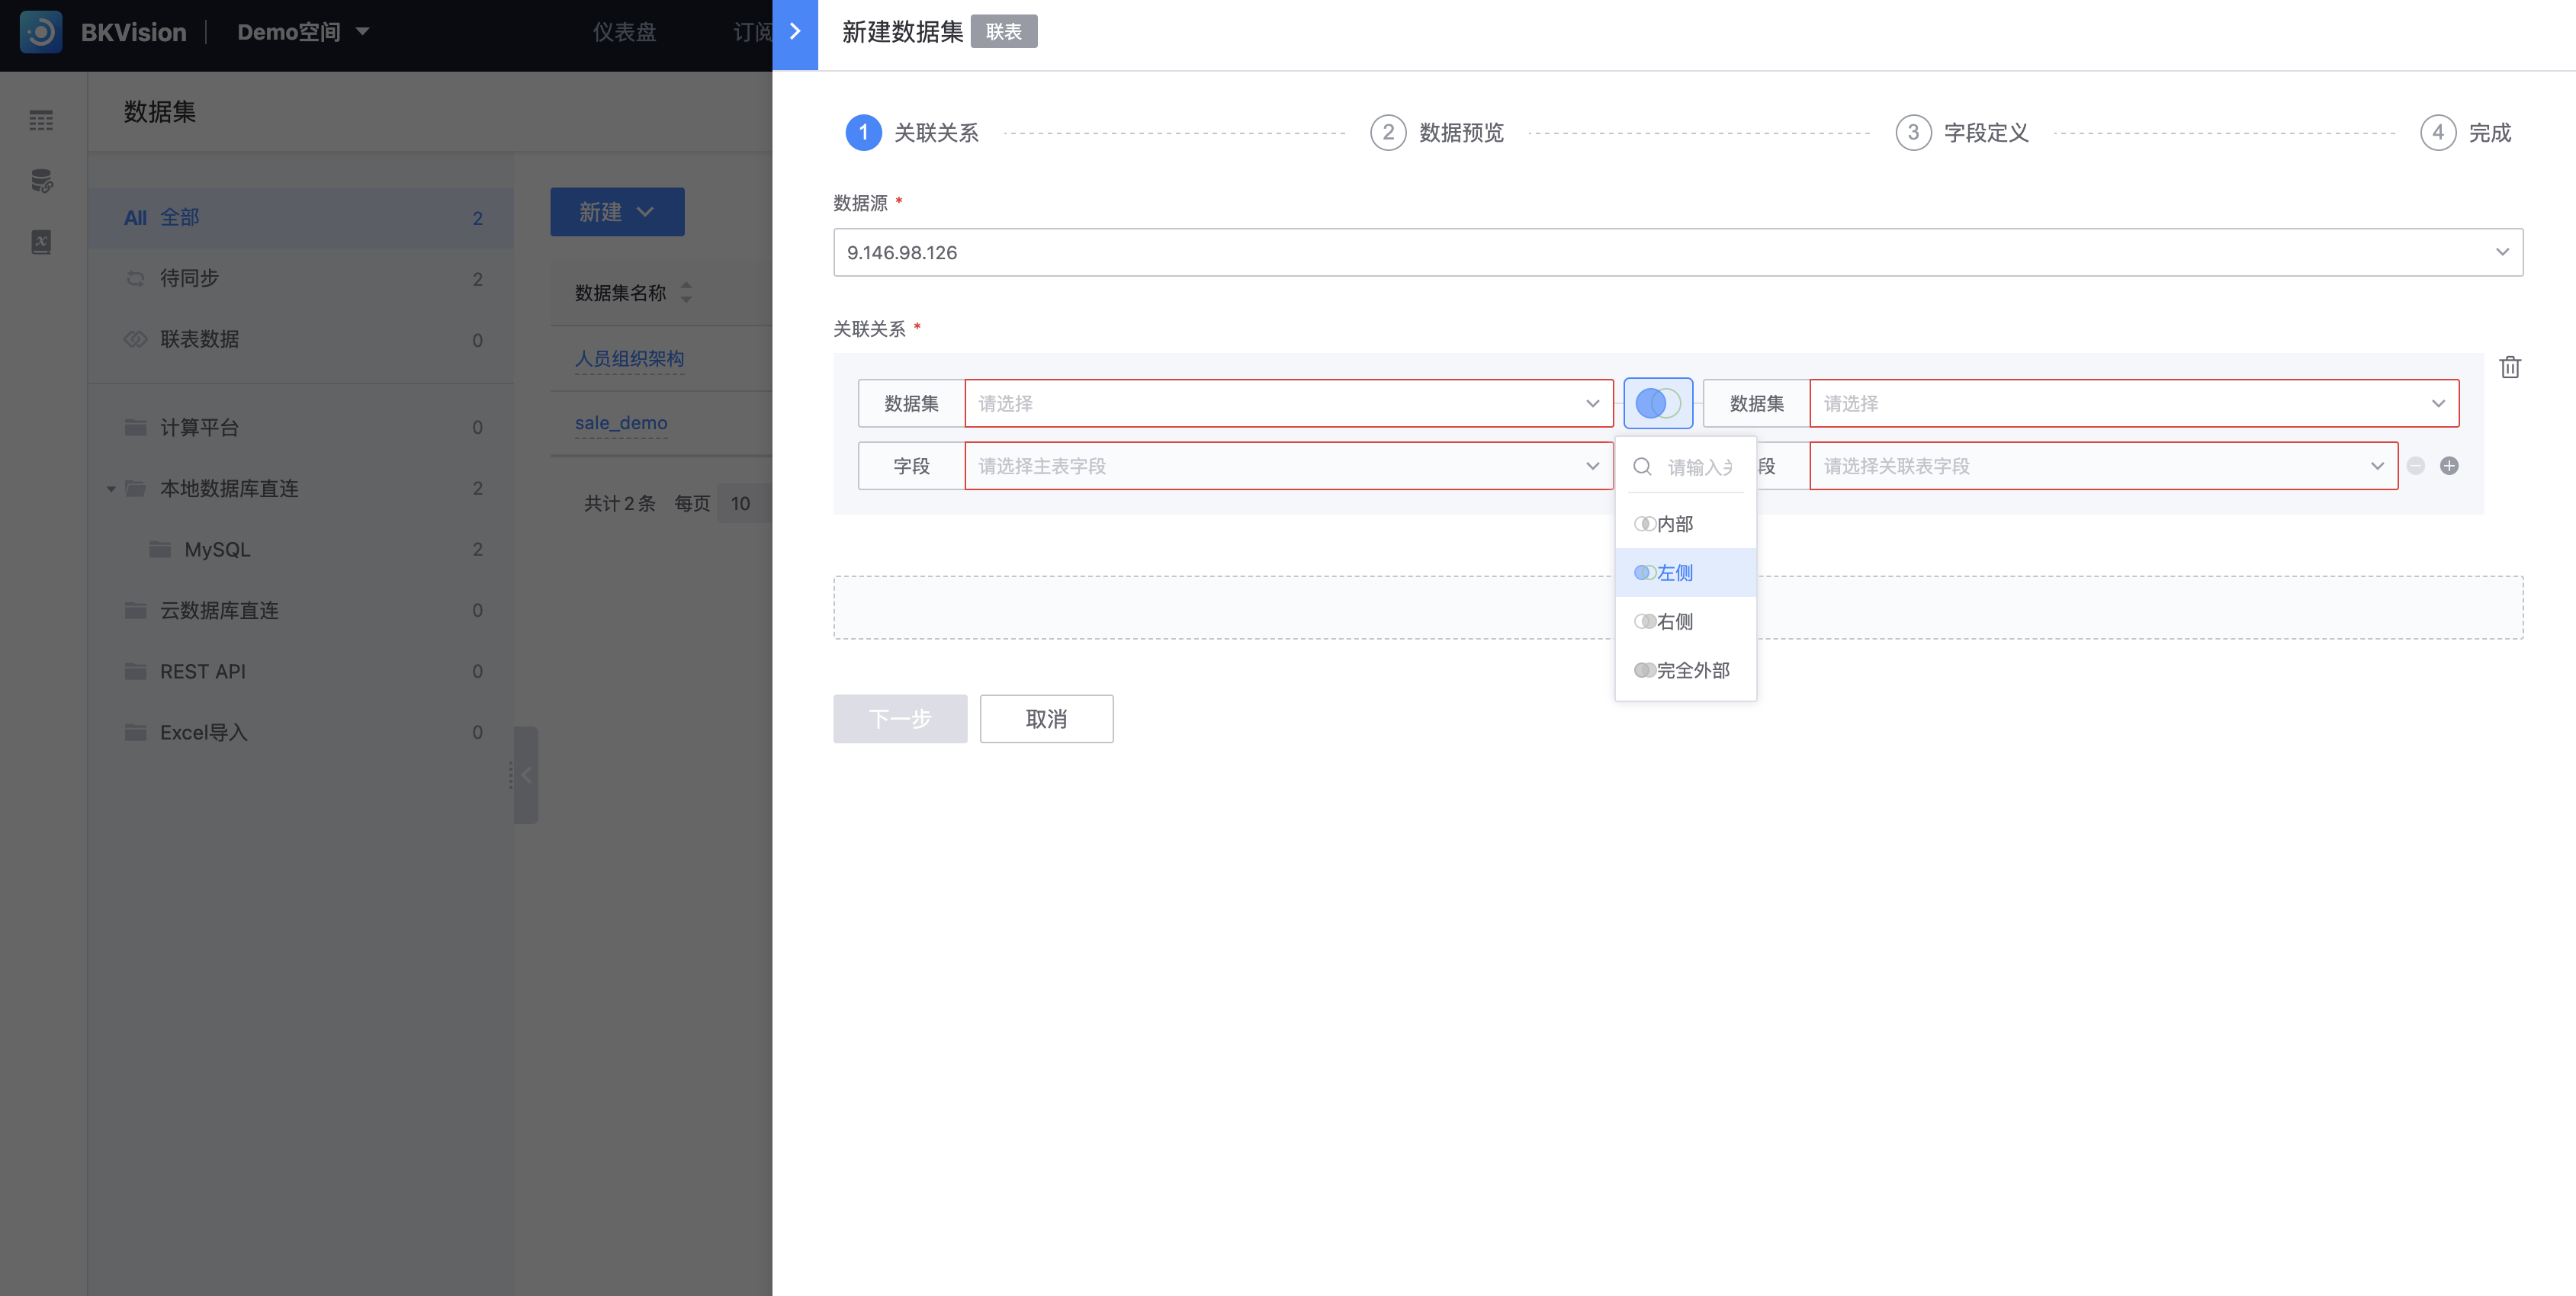 BKVision
Demo空间
仪表盘
订阅
新建数据集
联表
数据集
All 全部 2
待同步 2
联表数据 0
计算平台 0
本地数据库直连 2
MySQL 2
云数据库直连 0
REST API 0
Excel导入 0
新建
数据集名称
人员组织架构
sale_demo
共计 2 条 每页 10
1 关联关系
2 数据预览
3 字段定义
4 完成
数据源 *
9.146.98.126
关联关系 *
数据集 请选择
数据集 请选择
字段 请选择主表字段
段 请选择关联表字段
请输入
内部
左侧
右侧
完全外部
下一步
取消